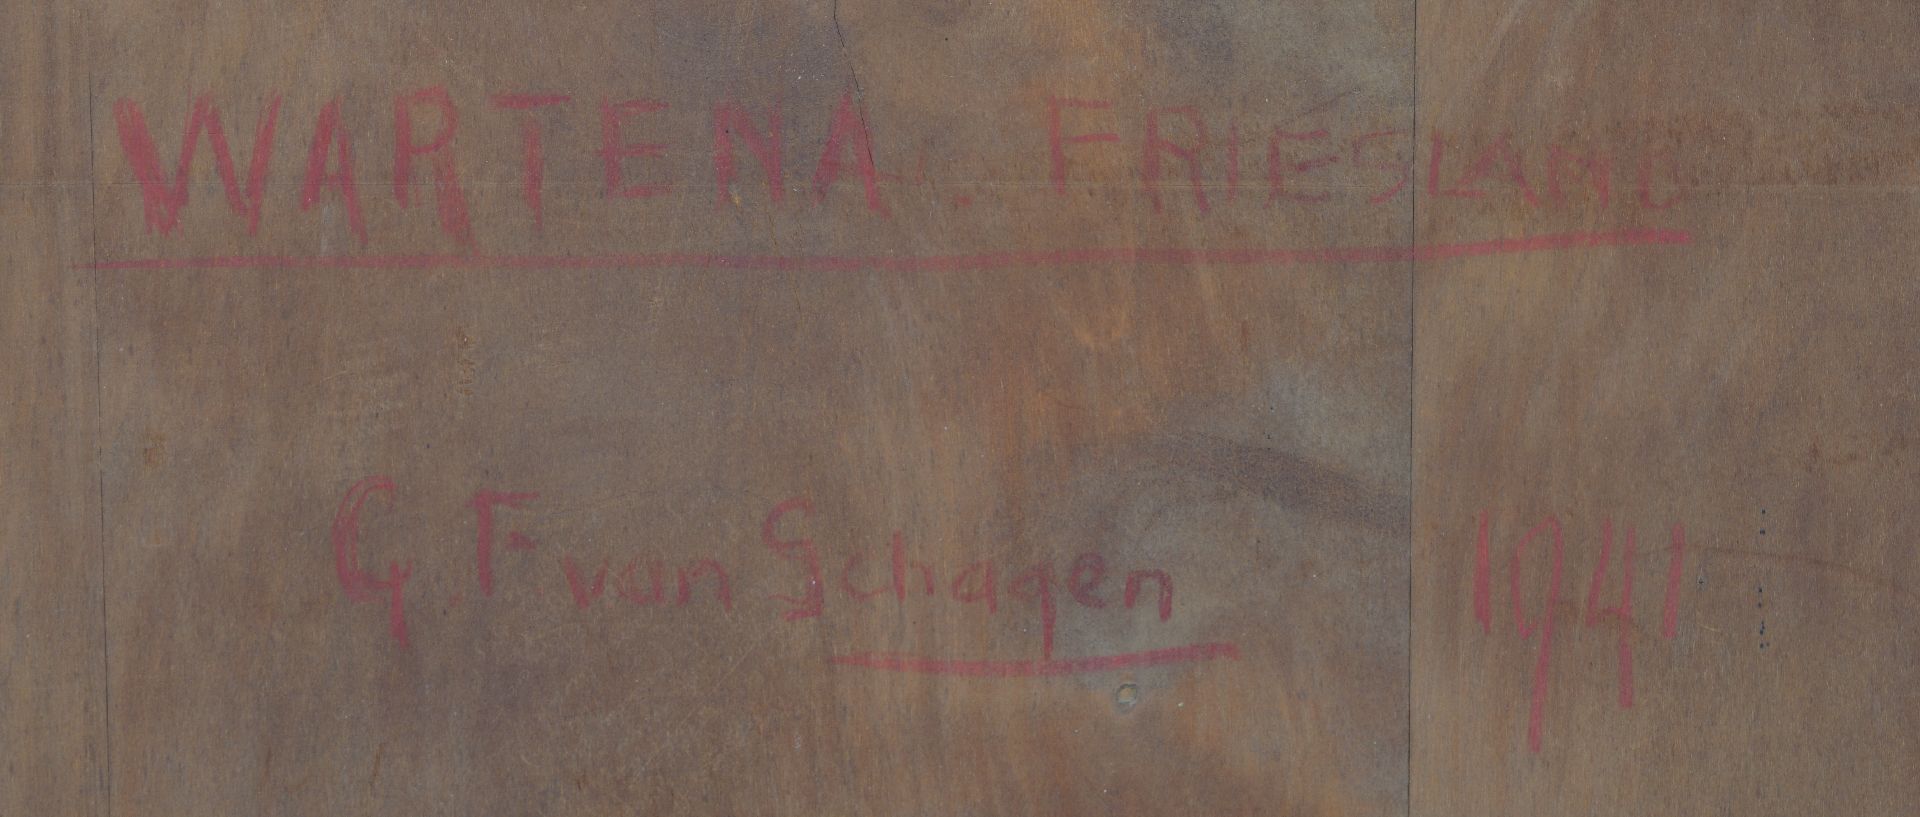 WARTENA. FRIESLAND
G.F. van Schagen 1941